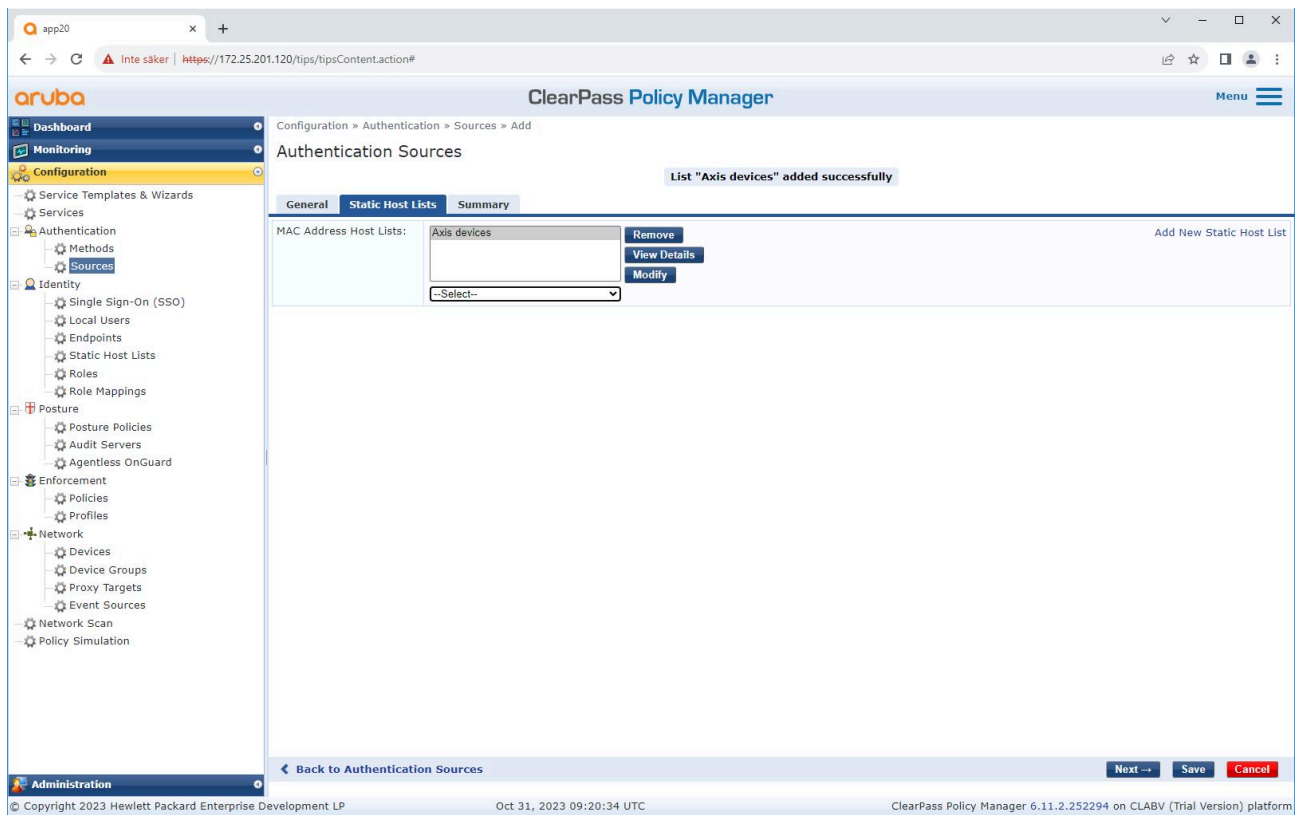 app20
Inte säker https://172.25.201.120/tips/tipsContent.action#
aruba
ClearPass Policy Manager
Menu
Dashboard
Monitoring
Configuration
Service Templates & Wizards
Services
Authentication
Methods
Sources
Identity
Single Sign-On (SSO)
Local Users
Endpoints
Static Host Lists
Roles
Role Mappings
Posture
Posture Policies
Audit Servers
Agentless OnGuard
Enforcement
Policies
Profiles
Network
Devices
Device Groups
Proxy Targets
Event Sources
Network Scan
Policy Simulation
Administration
Configuration » Authentication » Sources » Add
Authentication Sources
List "Axis devices" added successfully
General Static Host Lists Summary
MAC Address Host Lists:
Axis devices
--Select--
Remove
View Details
Modify
Add New Static Host List
Back to Authentication Sources
Next → Save Cancel
© Copyright 2023 Hewlett Packard Enterprise Development LP Oct 31, 2023 09:20:34 UTC ClearPass Policy Manager 6.11.2.252294 on CLABV (Trial Version) platform